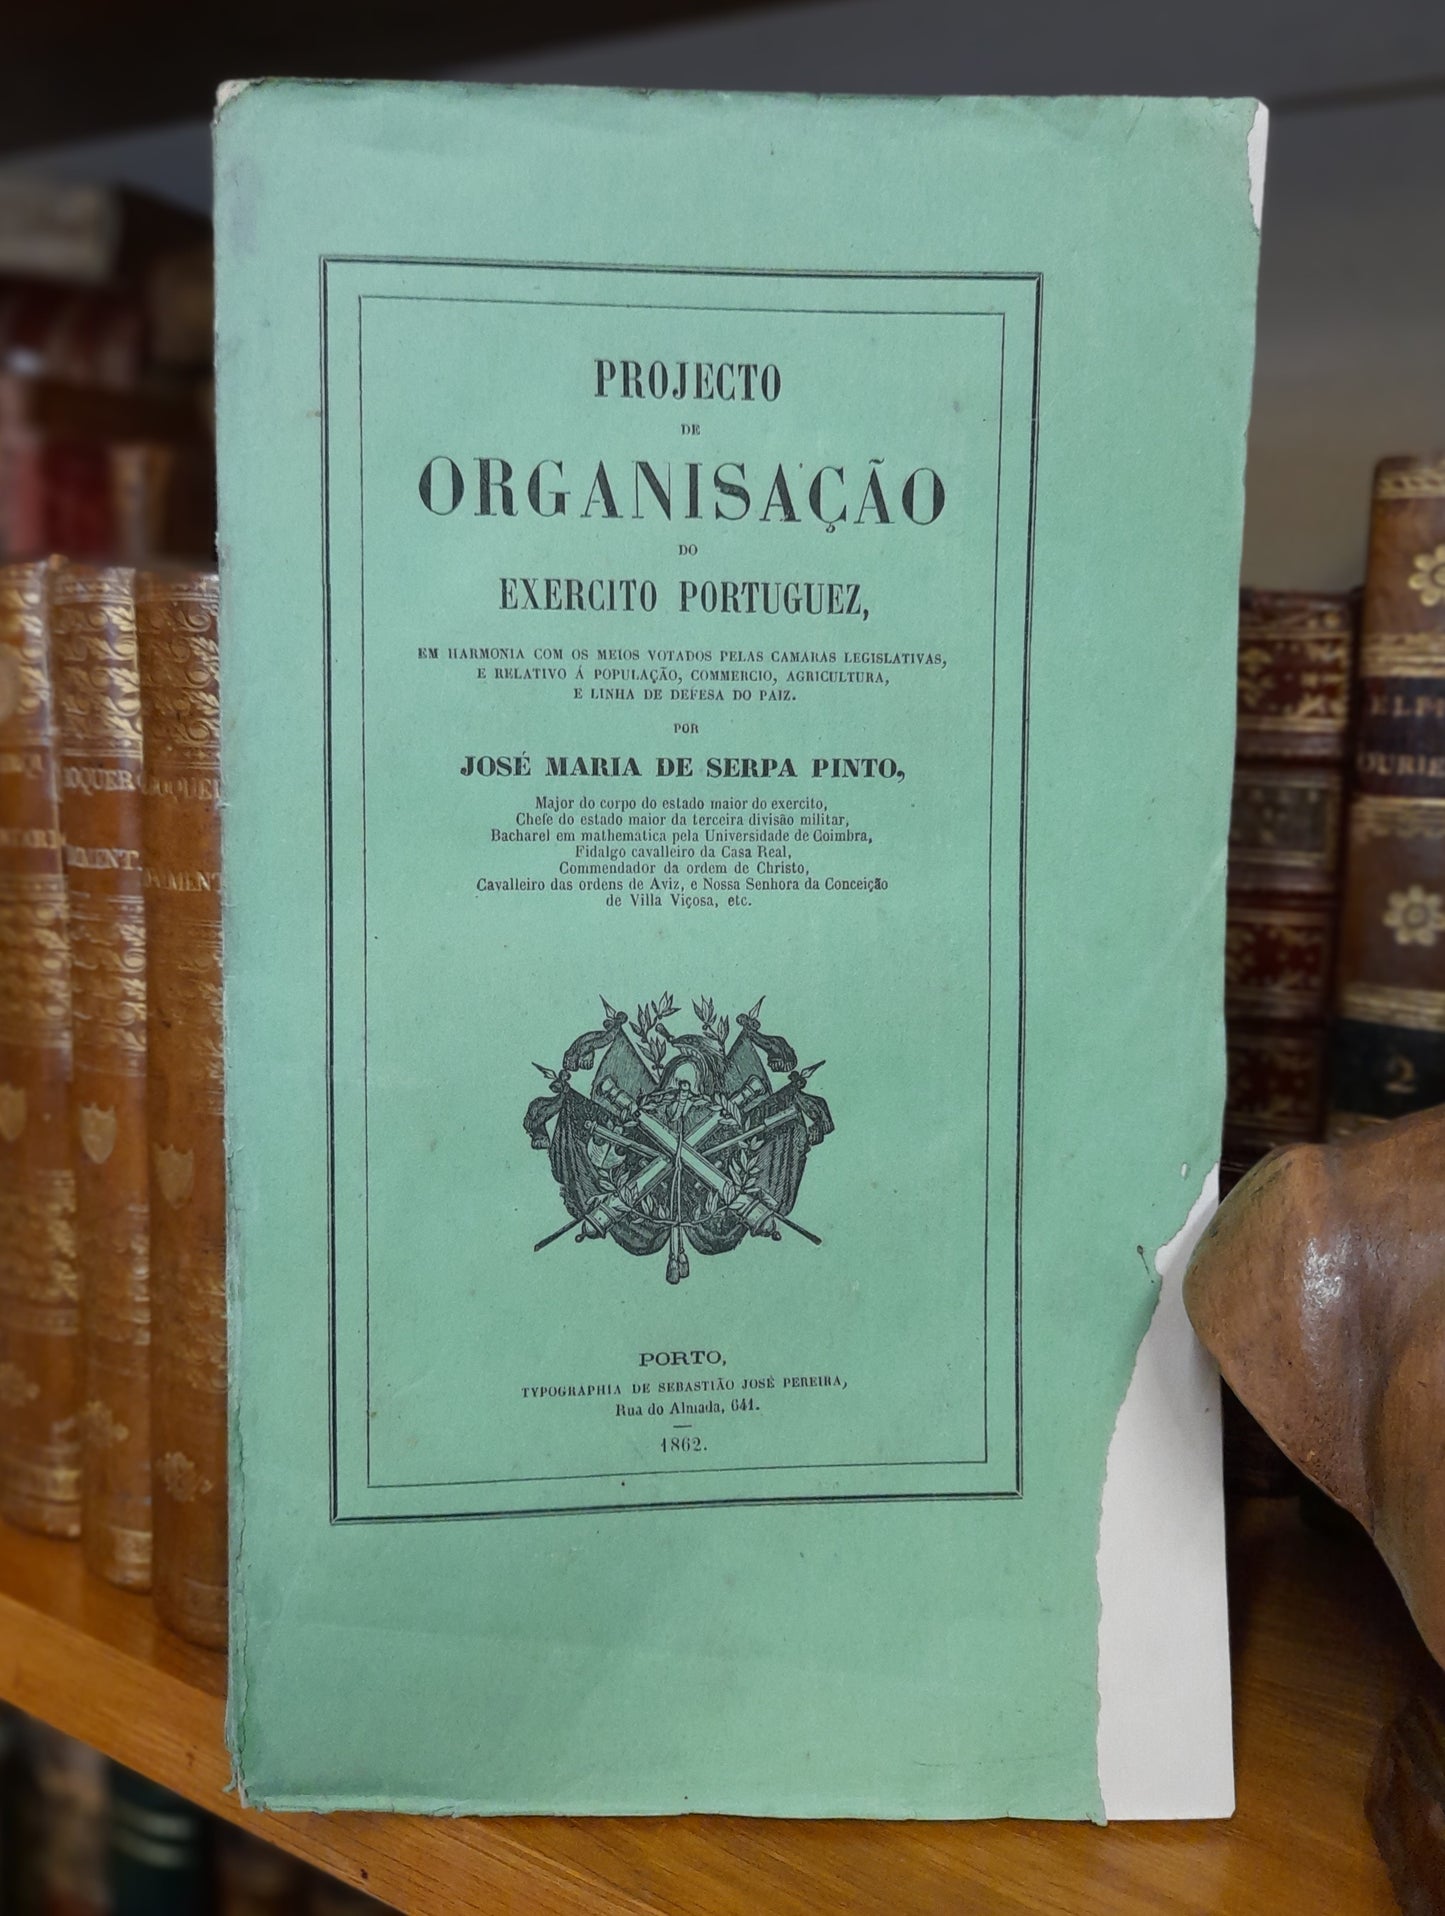 PROJECTO
DE
ORGANISAÇÃO
DO
EXERCITO PORTUGUEZ,
EM HARMONIA COM OS MEIOS VOTADOS PELAS CAMARAS LEGISLATIVAS,
E RELATIVO Á POPULAÇÃO, COMMERCIO, AGRICULTURA,
E LINHA DE DEFESA DO PAIZ.
POR
JOSÉ MARIA DE SERPA PINTO,
Major do corpo do estado maior do exercito,
Chefe do estado maior da terceira divisão militar,
Bacharel em mathematica pela Universidade de Coimbra,
Fidalgo cavalleiro da Casa Real,
Commendador da ordem de Christo,
Cavalleiro das ordens de Aviz, e Nossa Senhora da Conceição
de Villa Viçosa, etc.
PORTO,
TYPOGRAPHIA DE SEBASTIÃO JOSÉ PEREIRA,
Rua do Almada, 641.
1862.
2